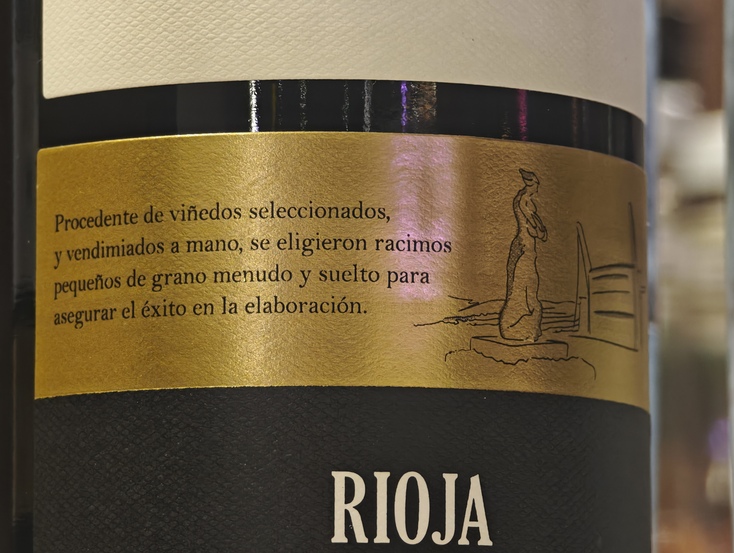 Procedente de viñedos seleccionados,
y vendimiados a mano, se eligieron racimos
pequeños de grano menudo y suelto para
asegurar el éxito en la elaboración.
RIOJA